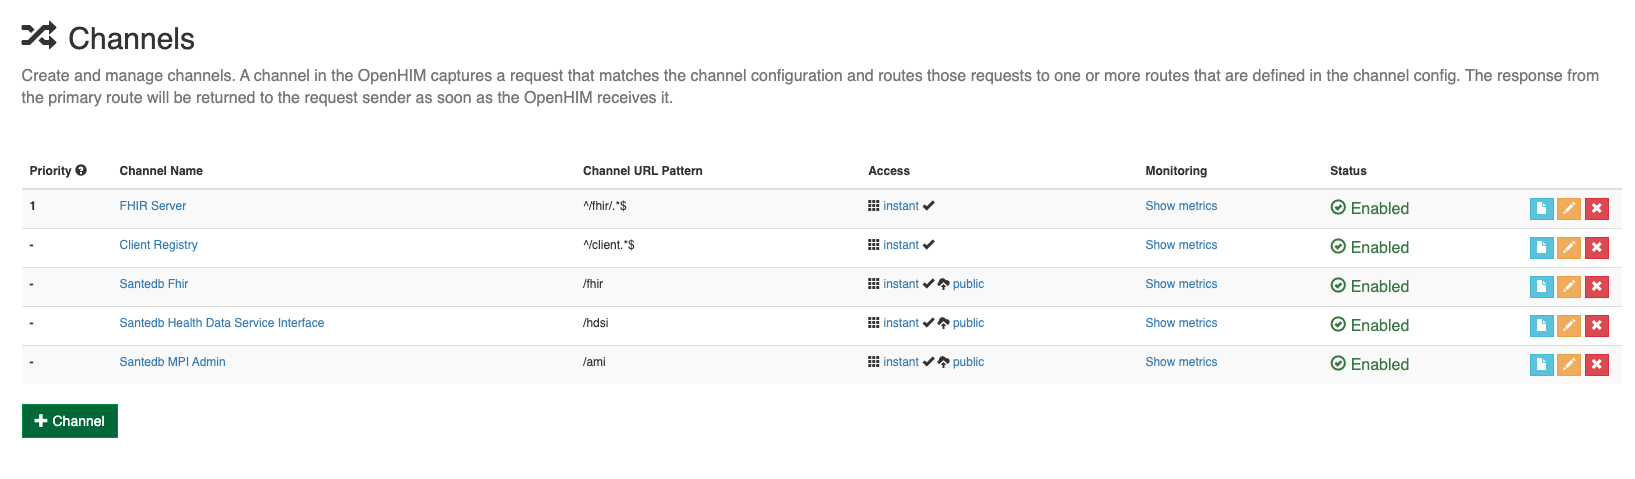 Channels
Create and manage channels. A channel in the OpenHIM captures a request that matches the channel configuration and routes those requests to one or more routes that are defined in the channel config. The response from
the primary route will be returned to the request sender as soon as the OpenHIM receives it.
Priority Channel Name Channel URL Pattern Access Monitoring Status
1 FHIR Server ^/fhir/.*$ instant Show metrics Enabled
- Client Registry ^/client.*$ instant Show metrics Enabled
- Santedb Fhir /fhir instant public Show metrics Enabled
- Santedb Health Data Service Interface /hdsi instant public Show metrics Enabled
- Santedb MPI Admin /ami instant public Show metrics Enabled
Channel